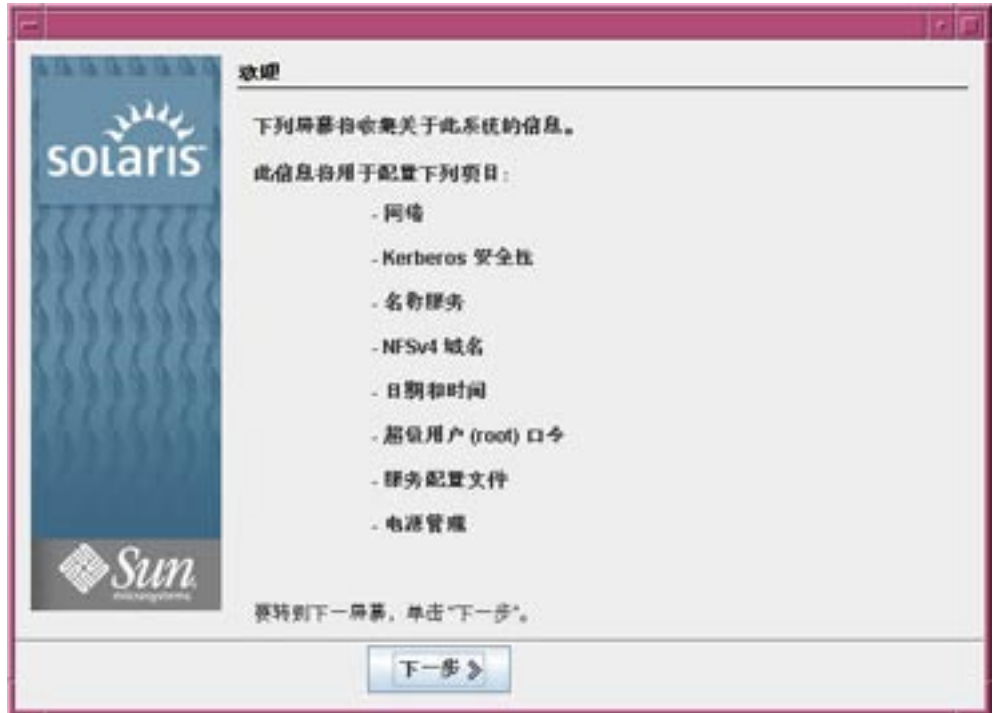 欢迎
solaris
下列屏幕将收集关于此系统的信息。
此信息将用于配置下列项目:
- 网络
- Kerberos 安全性
- 名称服务
- NFSv4 域名
- 日期和时间
- 超级用户 (root) 口令
- 服务配置文件
- 电源管理
Sun
microsystems
要转到下一屏幕，单击"下一步"。
下一步